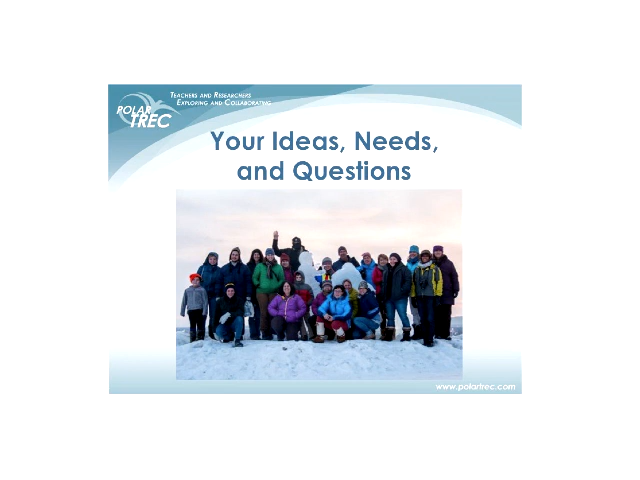 TEACHERS AND RESEARCHERS
EXPLORING AND COLLABORATING
POLAR
TREC
Your Ideas, Needs,
and Questions
www.polartrec.com